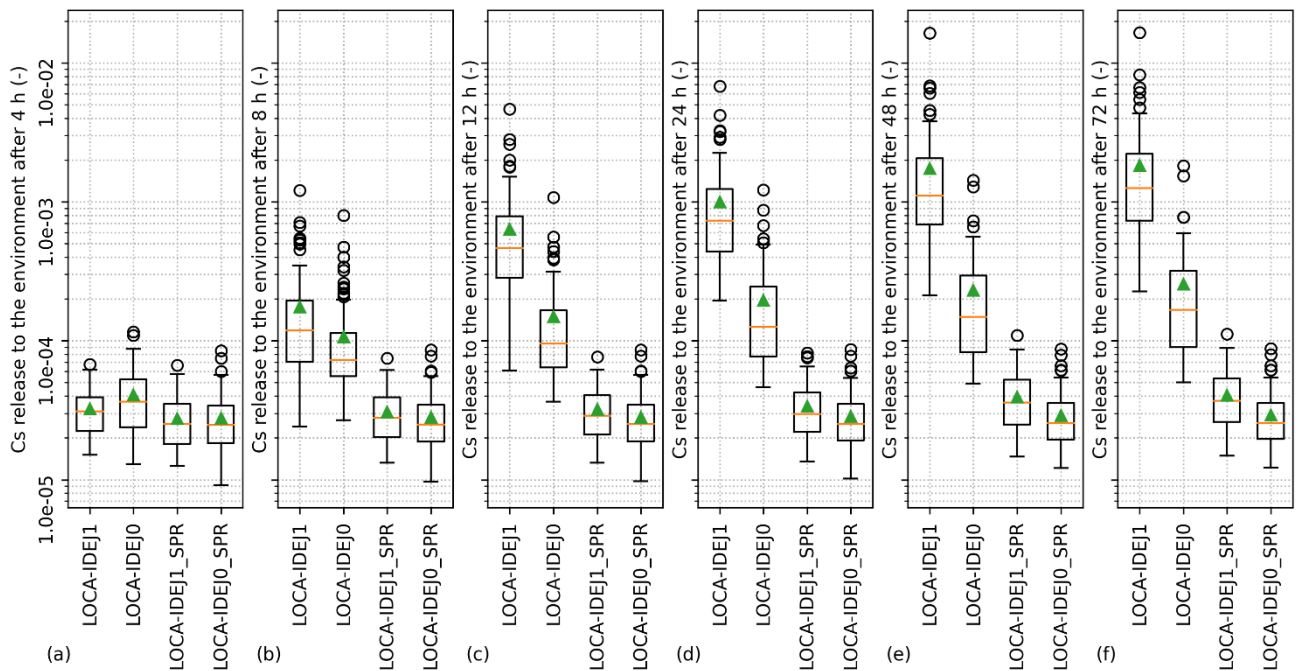 Cs release to the environment after 4 h (-)
1.0e-02
1.0e-03
1.0e-04
1.0e-05
LOCA-IDEJ1
LOCA-IDEJ0
LOCA-IDEJ1_SPR
LOCA-IDEJ0_SPR
(a)
Cs release to the environment after 8 h (-)
LOCA-IDEJ1
LOCA-IDEJ0
LOCA-IDEJ1_SPR
LOCA-IDEJ0_SPR
(b)
Cs release to the environment after 12 h (-)
LOCA-IDEJ1
LOCA-IDEJ0
LOCA-IDEJ1_SPR
LOCA-IDEJ0_SPR
(c)
Cs release to the environment after 24 h (-)
LOCA-IDEJ1
LOCA-IDEJ0
LOCA-IDEJ1_SPR
LOCA-IDEJ0_SPR
(d)
Cs release to the environment after 48 h (-)
LOCA-IDEJ1
LOCA-IDEJ0
LOCA-IDEJ1_SPR
LOCA-IDEJ0_SPR
(e)
Cs release to the environment after 72 h (-)
LOCA-IDEJ1
LOCA-IDEJ0
LOCA-IDEJ1_SPR
LOCA-IDEJ0_SPR
(f)